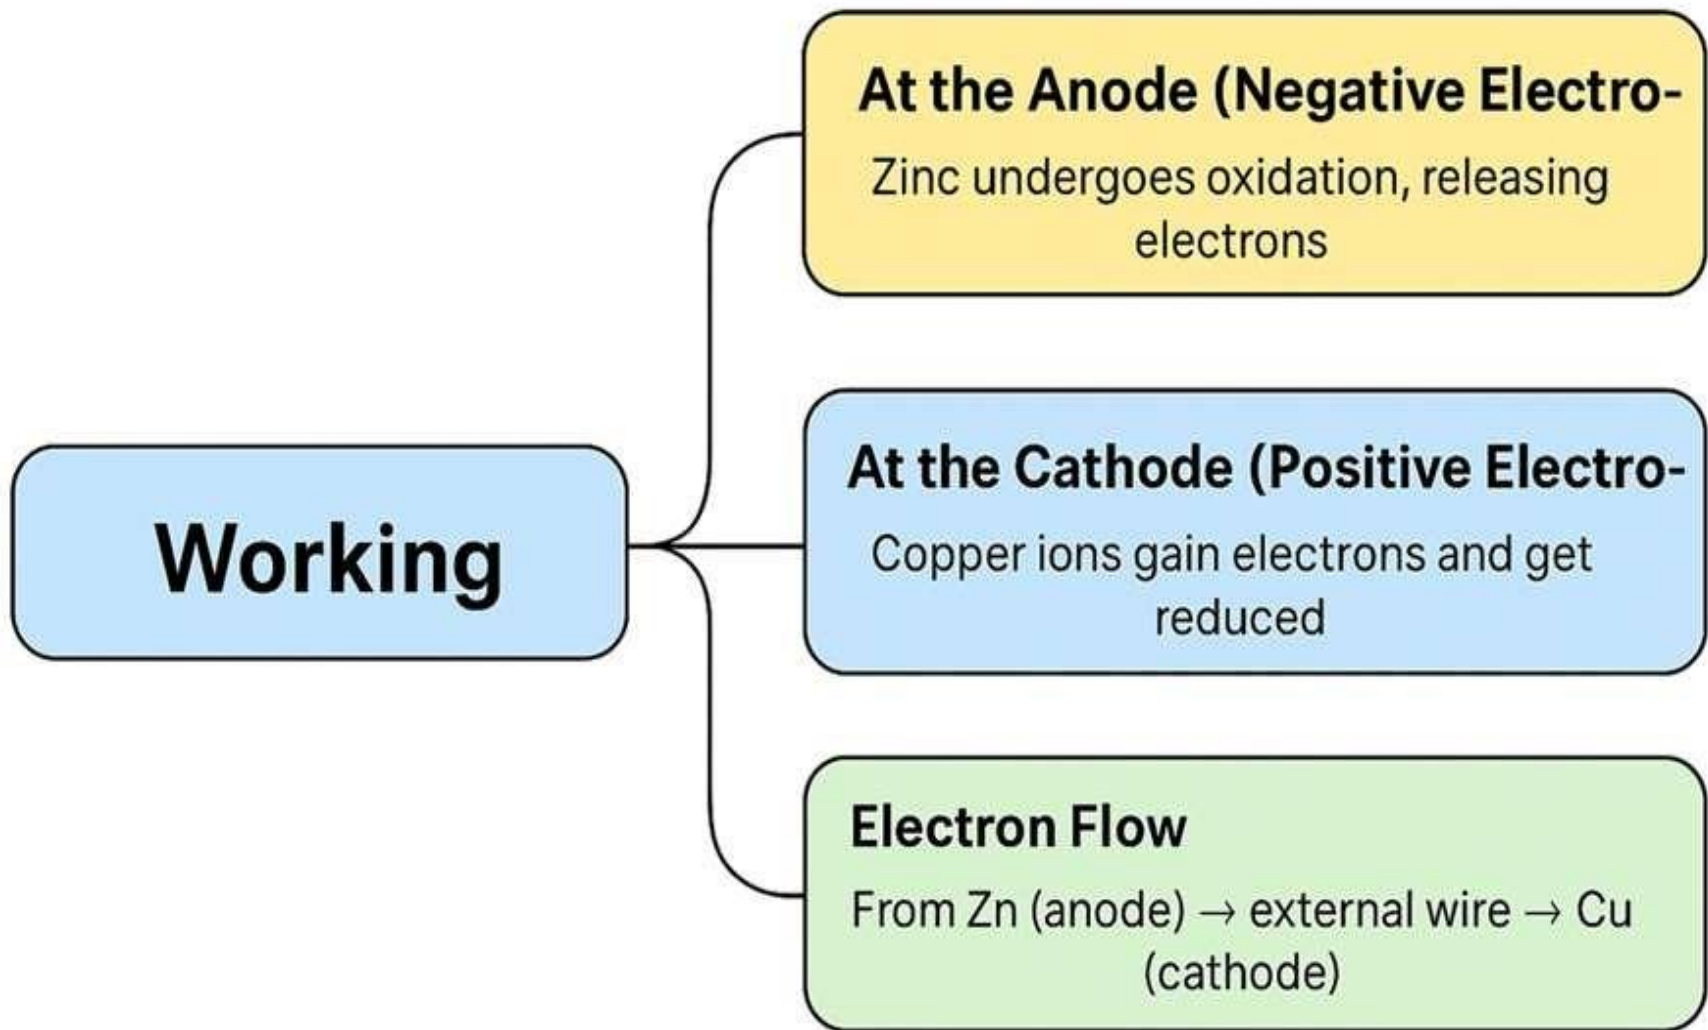 At the Anode (Negative Electro-
Zinc undergoes oxidation, releasing
electrons
Working
At the Cathode (Positive Electro-
Copper ions gain electrons and get
reduced
Electron Flow
From Zn (anode) → external wire → Cu
(cathode)